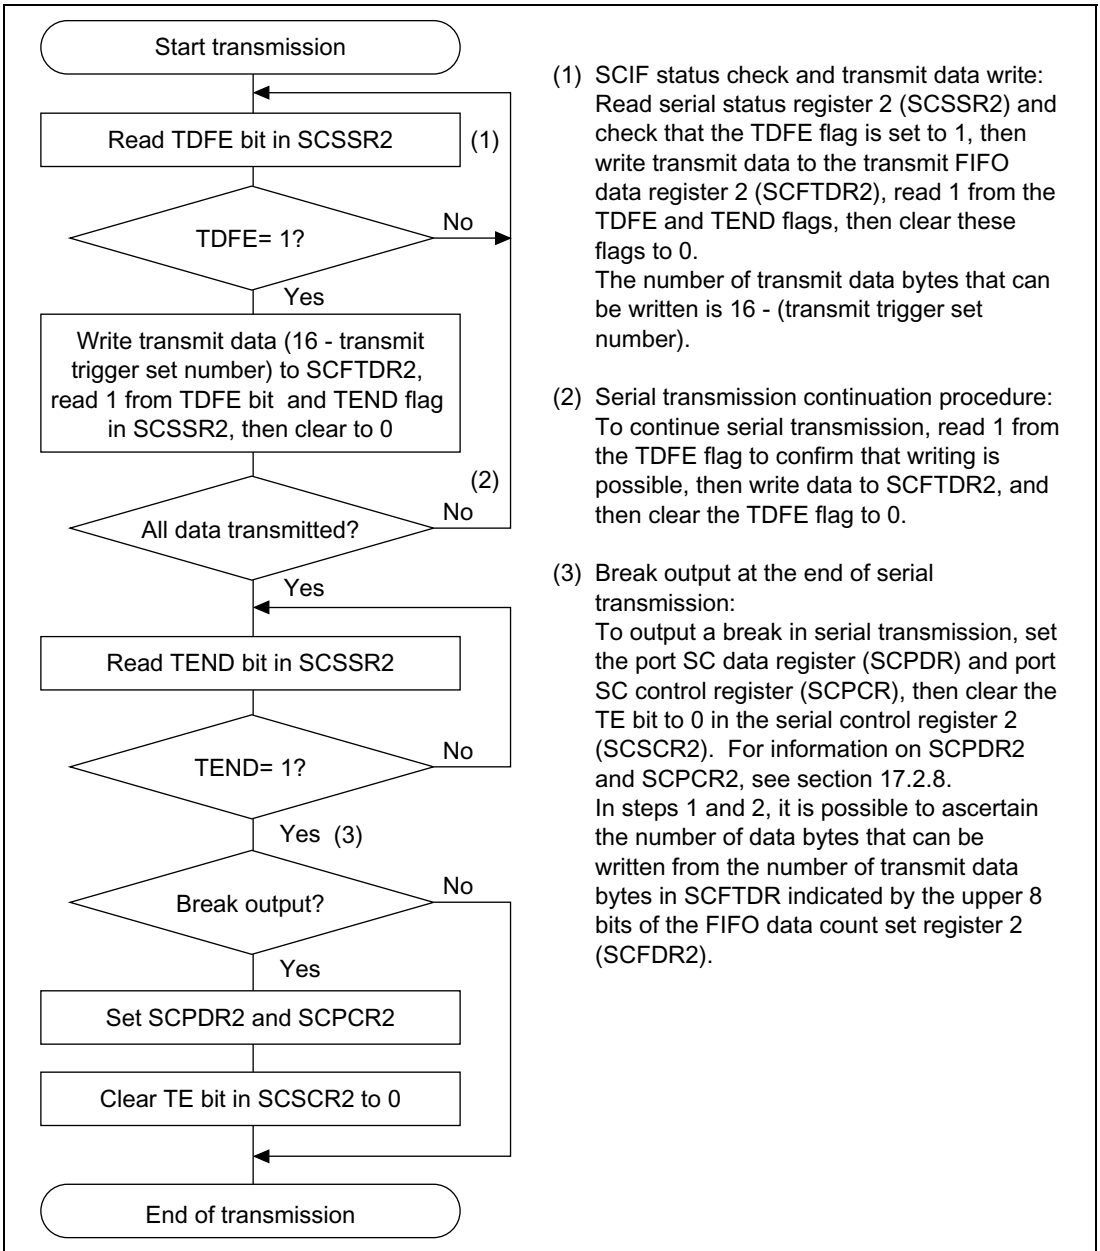 Start transmission
Read TDFE bit in SCSSR2
(1)
TDFE= 1?
No
Yes
Write transmit data (16 - transmit
trigger set number) to SCFTDR2,
read 1 from TDFE bit  and TEND flag
in SCSSR2, then clear to 0
(2)
All data transmitted?
No
Yes
Read TEND bit in SCSSR2
TEND= 1?
No
Yes (3)
Break output?
No
Yes
Set SCPDR2 and SCPCR2
Clear TE bit in SCSCR2 to 0
End of transmission
(1) SCIF status check and transmit data write:
Read serial status register 2 (SCSSR2) and
check that the TDFE flag is set to 1, then
write transmit data to the transmit FIFO
data register 2 (SCFTDR2), read 1 from the
TDFE and TEND flags, then clear these
flags to 0.
The number of transmit data bytes that can
be written is 16 - (transmit trigger set
number).
(2) Serial transmission continuation procedure:
To continue serial transmission, read 1 from
the TDFE flag to confirm that writing is
possible, then write data to SCFTDR2, and
then clear the TDFE flag to 0.
(3) Break output at the end of serial
transmission:
To output a break in serial transmission, set
the port SC data register (SCPDR) and port
SC control register (SCPCR), then clear the
TE bit to 0 in the serial control register 2
(SCSCR2).  For information on SCPDR2
and SCPCR2, see section 17.2.8.
In steps 1 and 2, it is possible to ascertain
the number of data bytes that can be
written from the number of transmit data
bytes in SCFTDR indicated by the upper 8
bits of the FIFO data count set register 2
(SCFDR2).